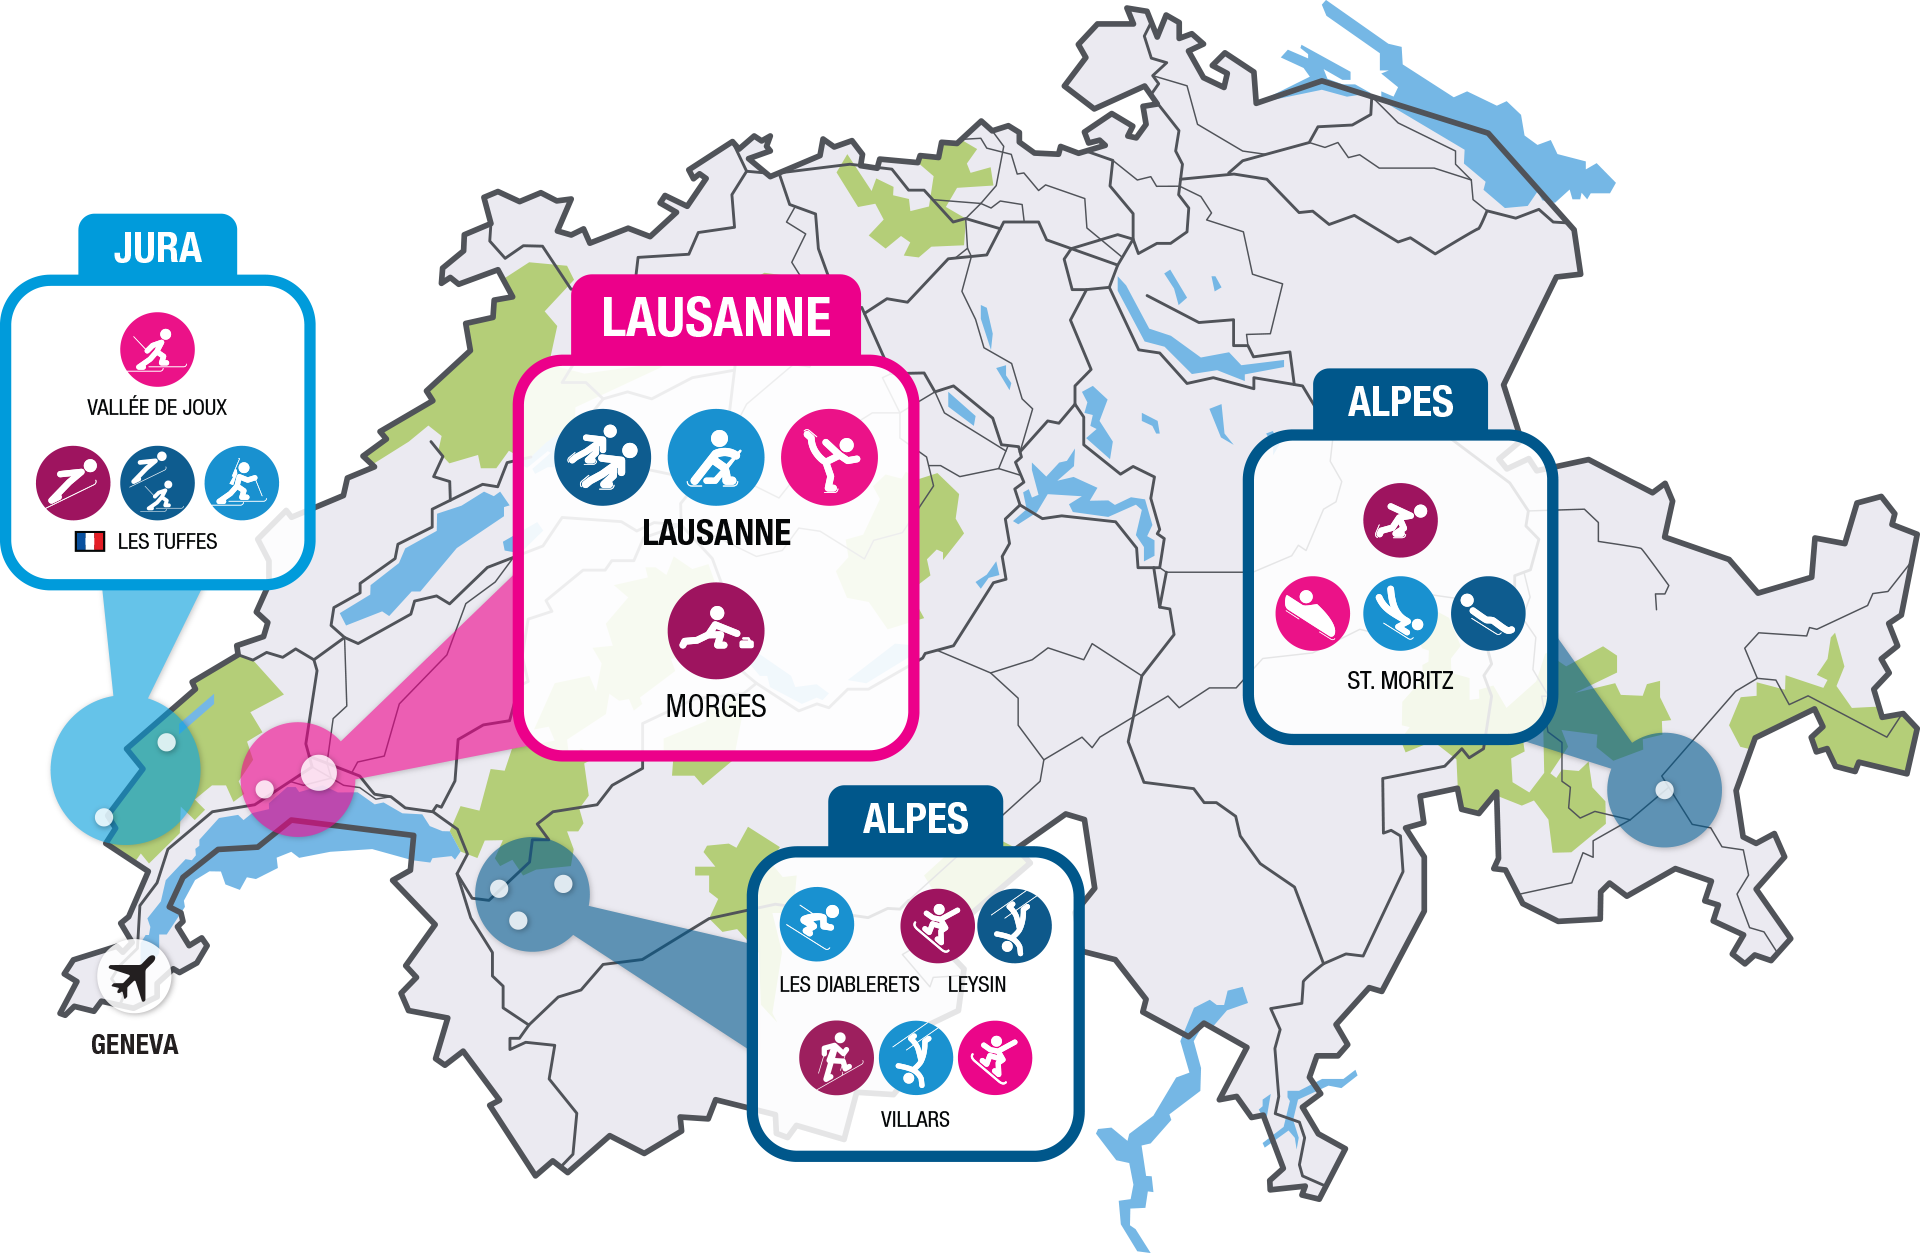 JURA
VALLÉE DE JOUX
LES TUFFES
LAUSANNE
LAUSANNE
MORGES
ALPES
ST. MORITZ
ALPES
LES DIABLERETS LEYSIN
VILLARS
GENEVA